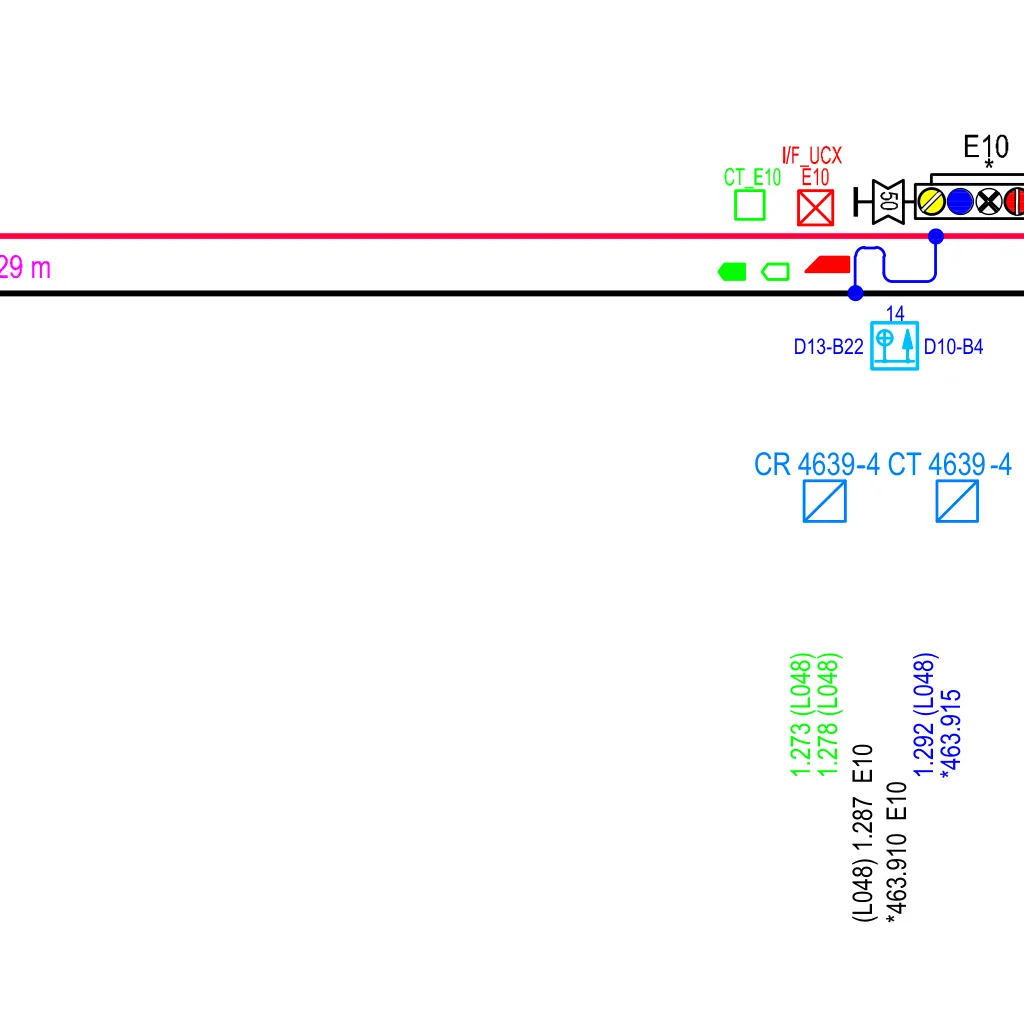 E10
*
I/F_UCX
CT_E10
E10
50
29 m
14
D13-B22
D10-B4
CR 4639-4
CT 4639-4
1.273 (L048)
1.278 (L048)
(L048) 1.287 E10
*463.910 E10
1.292 (L048)
*463.915